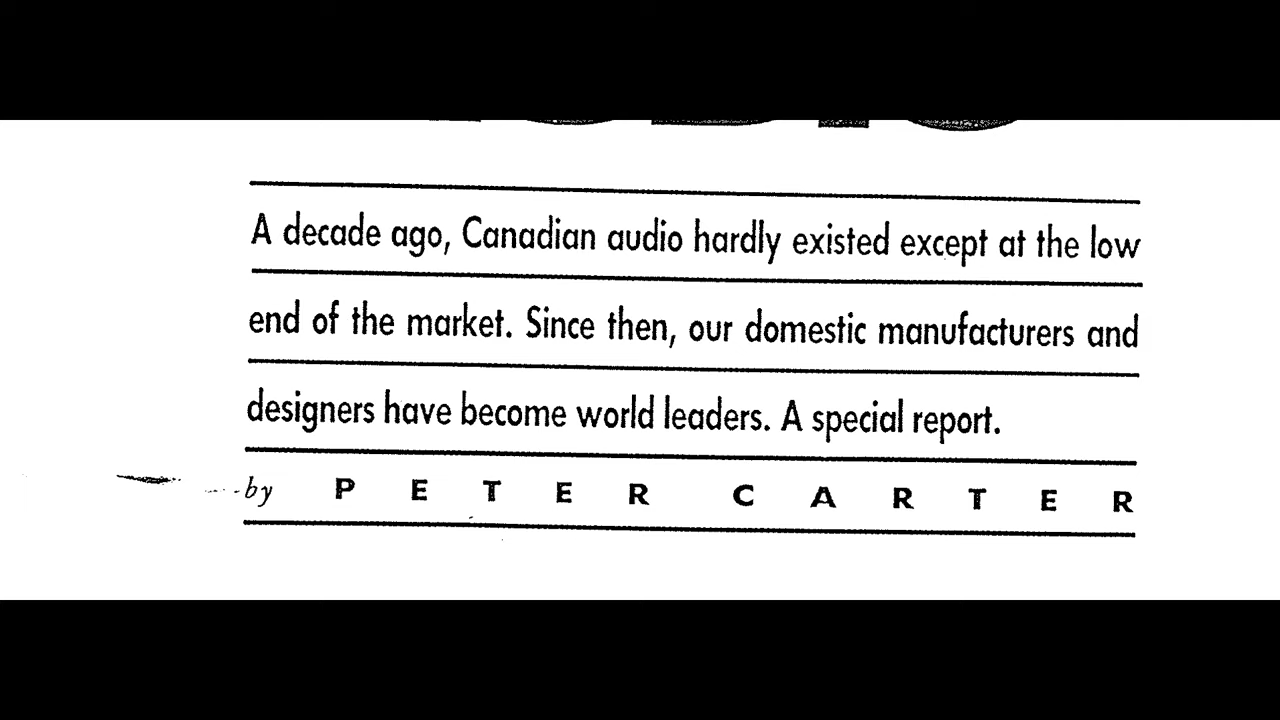 A decade ago, Canadian audio hardly existed except at the low
end of the market. Since then, our domestic manufacturers and
designers have become world leaders. A special report.
by PETER CARTER